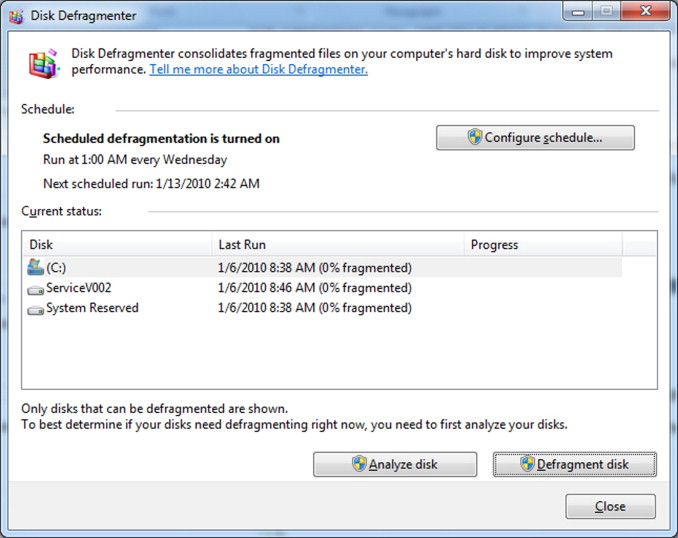 Disk Defragmenter
Disk Defragmenter consolidates fragmented files on your computer's hard disk to improve system
performance. Tell me more about Disk Defragmenter.
Schedule:
Scheduled defragmentation is turned on
Configure schedule...
Run at 1:00 AM every Wednesday
Next scheduled run: 1/13/2010 2:42 AM
Current status:
Disk Last Run Progress
(C:) 1/6/2010 8:38 AM (0% fragmented)
ServiceV002 1/6/2010 8:46 AM (0% fragmented)
System Reserved 1/6/2010 8:38 AM (0% fragmented)
Only disks that can be defragmented are shown.
To best determine if your disks need defragmenting right now, you need to first analyze your disks.
Analyze disk Defragment disk
Close